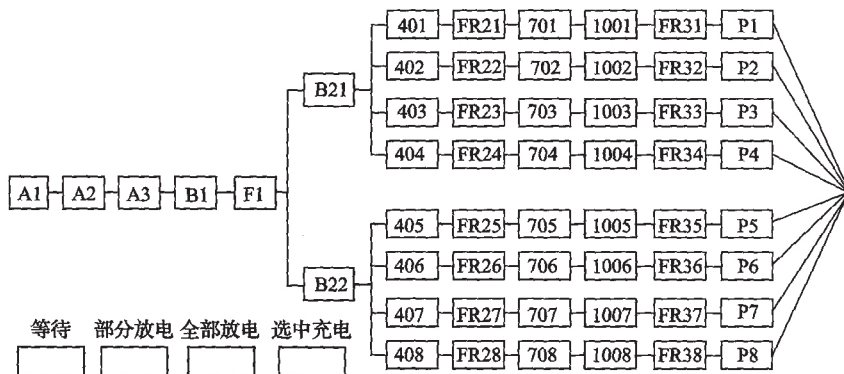 401 FR21 701 1001 FR31 P1
402 FR22 702 1002 FR32 P2
B21
403 FR23 703 1003 FR33 P3
404 FR24 704 1004 FR34 P4
A1 A2 A3 B1 F1
405 FR25 705 1005 FR35 P5
406 FR26 706 1006 FR36 P6
B22
407 FR27 707 1007 FR37 P7
等待 部分放电 全部放电 选中充电
408 FR28 708 1008 FR38 P8